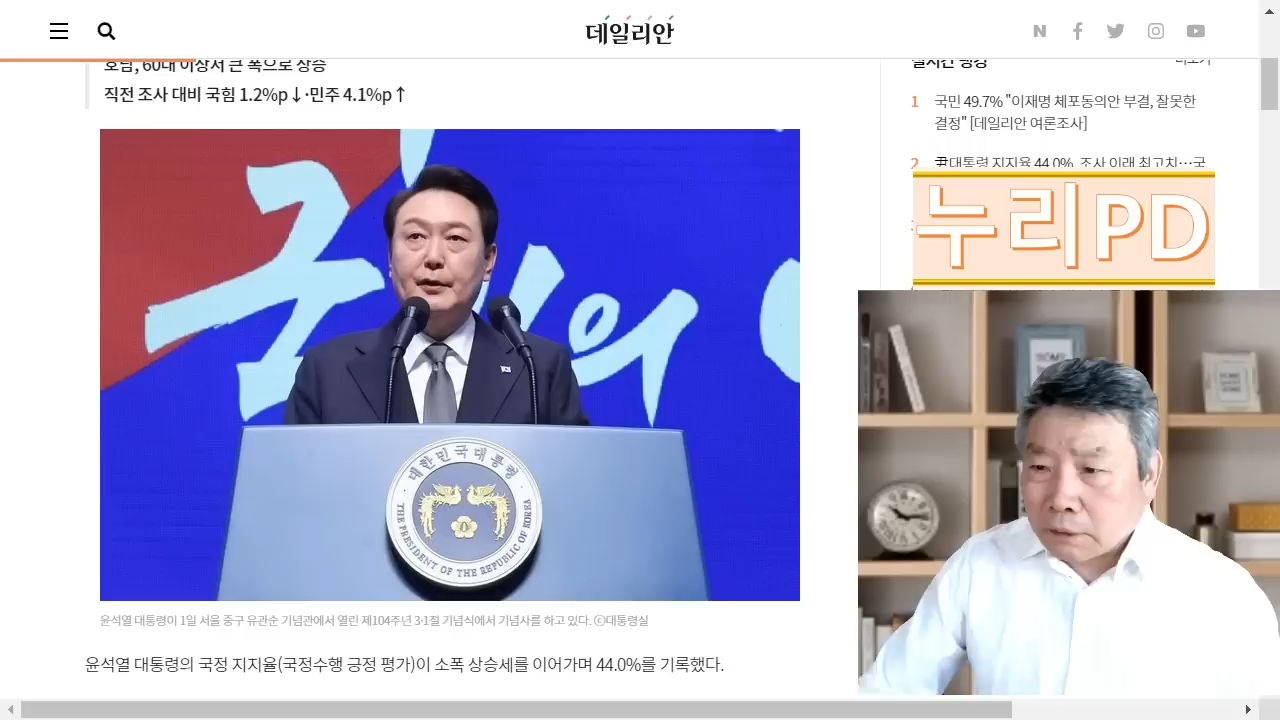 데일리안
호남, 60대 이상서 큰 폭으로 상승
직전 조사 대비 국힘 1.2%p↓·민주 4.1%p↑
실시간 랭킹
더보기
1 국민 49.7% "이재명 체포동의안 부결, 잘못한
결정" [데일리안 여론조사]
2 尹대통령 지지율 44.0%, 조사 이래 최고치…국
누리PD
의
대한민국대통령
THE PRESIDENT OF THE REPUBLIC OF KOREA
HOME
윤석열 대통령이 1일 서울 중구 유관순 기념관에서 열린 제104주년 3·1절 기념식에서 기념사를 하고 있다. ⓒ대통령실
윤석열 대통령의 국정 지지율(국정수행 긍정 평가)이 소폭 상승세를 이어가며 44.0%를 기록했다.